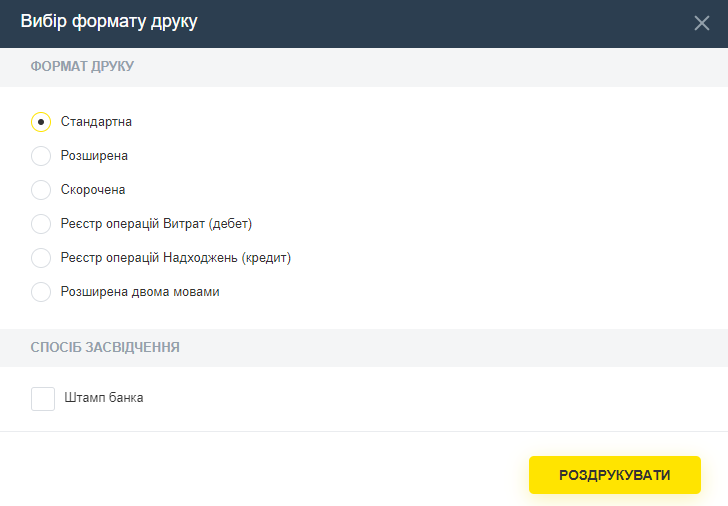 Вибір формату друку
ФОРМАТ ДРУКУ
Стандартна
Розширена
Скорочена
Реєстр операцій Витрат (дебет)
Реєстр операцій Надходжень (кредит)
Розширена двома мовами
СПОСІБ ЗАСВІДЧЕННЯ
Штамп банка
РОЗДРУКУВАТИ